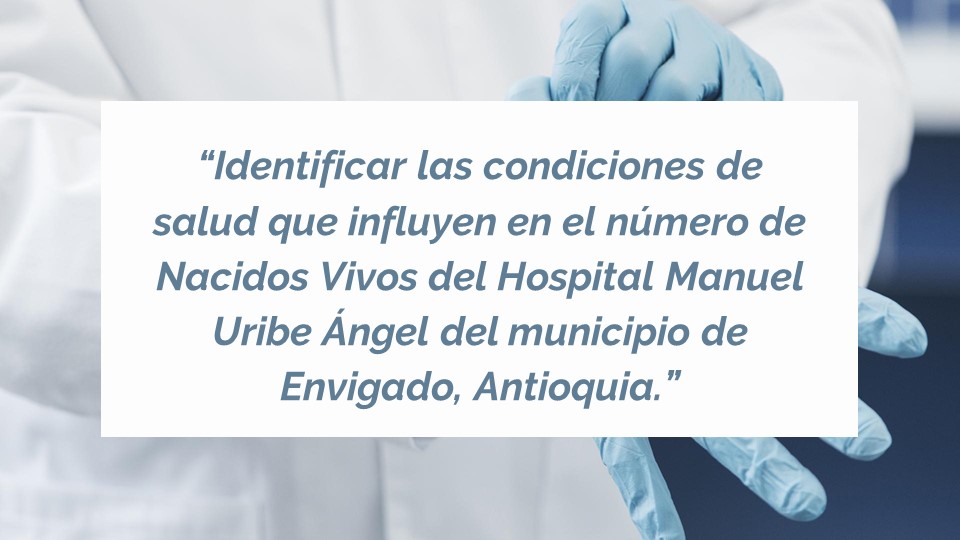 “Identificar las condiciones de
salud que influyen en el número de
Nacidos Vivos del Hospital Manuel
Uribe Ángel del municipio de
Envigado, Antioquia.”